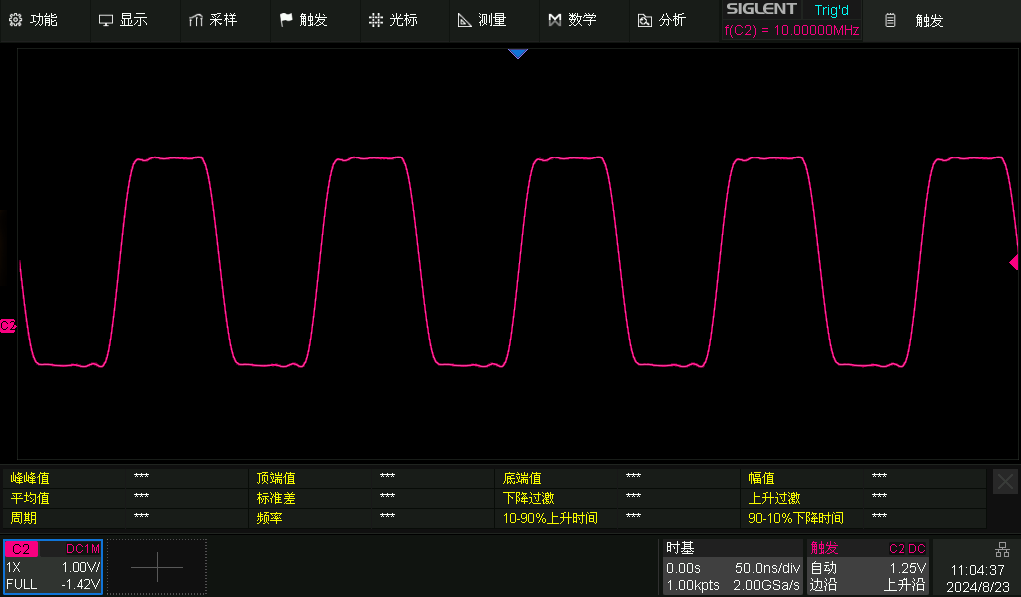 功能 显示 采样 触发 光标 测量 数学 分析 SIGLENT Trig'd 触发
f(C2) = 10.00000MHz
C2
峰峰值 *** 顶端值 *** 底端值 *** 幅值 ***
平均值 *** 标准差 *** 下降过激 *** 上升过激 ***
周期 *** 频率 *** 10-90%上升时间 *** 90-10%下降时间 ***
C2 DC1M 时基 触发 C2 DC
1X 1.00V/ 0.00s 50.0ns/div 自动 1.25V 11:04:37
FULL -1.42V 1.00kpts 2.00GSa/s 边沿 上升沿 2024/8/23